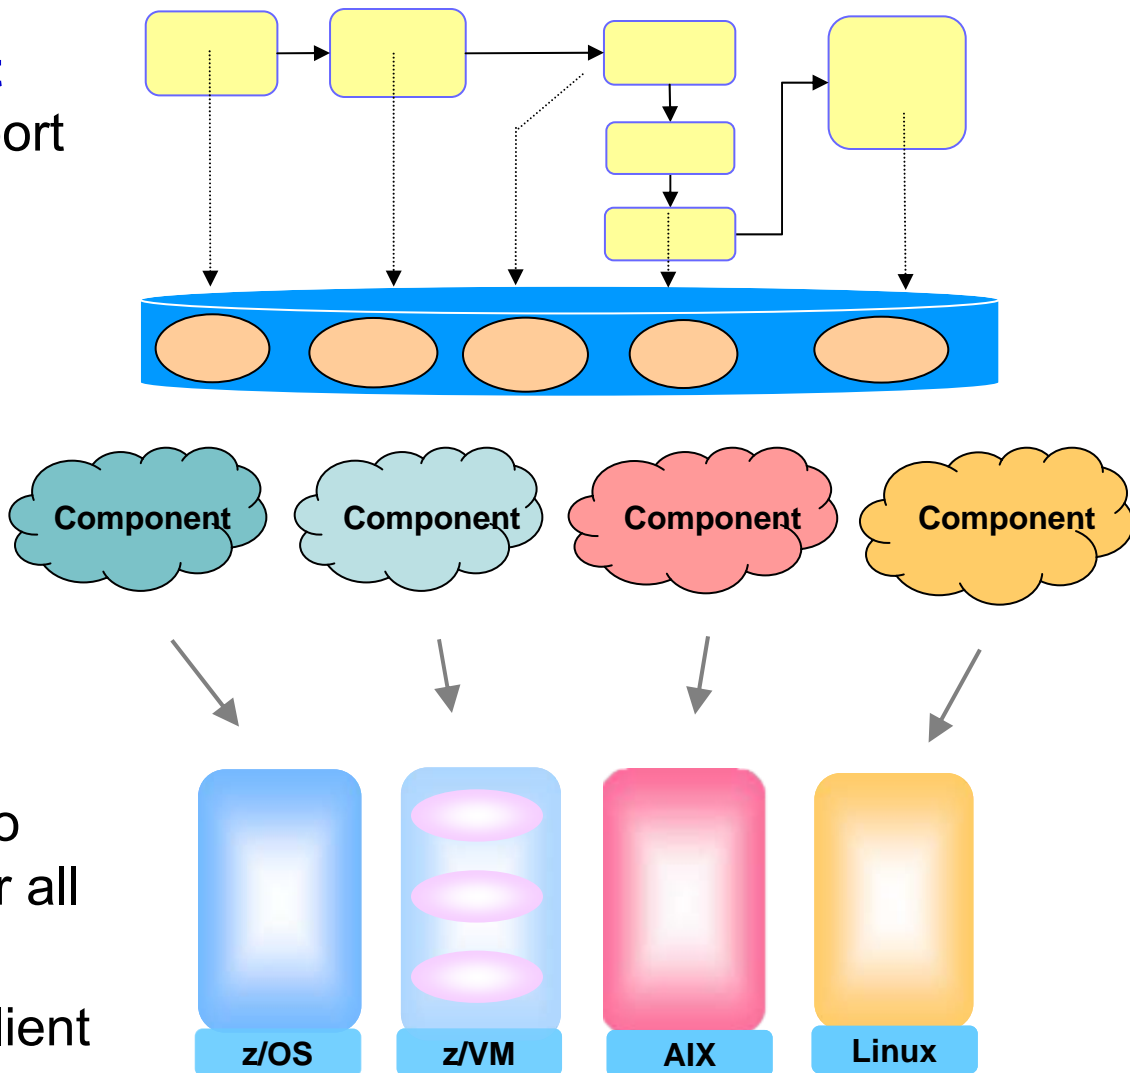 ort
Component Component Component Component
o
r all
lient
z/OS z/VM AIX Linux